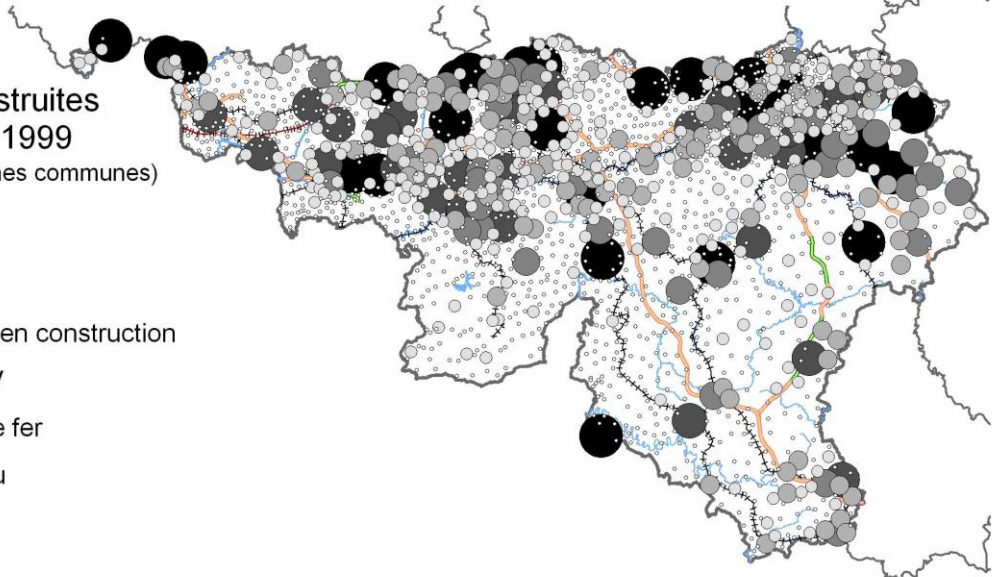 struites
1999
nes communes)
en construction
e fer